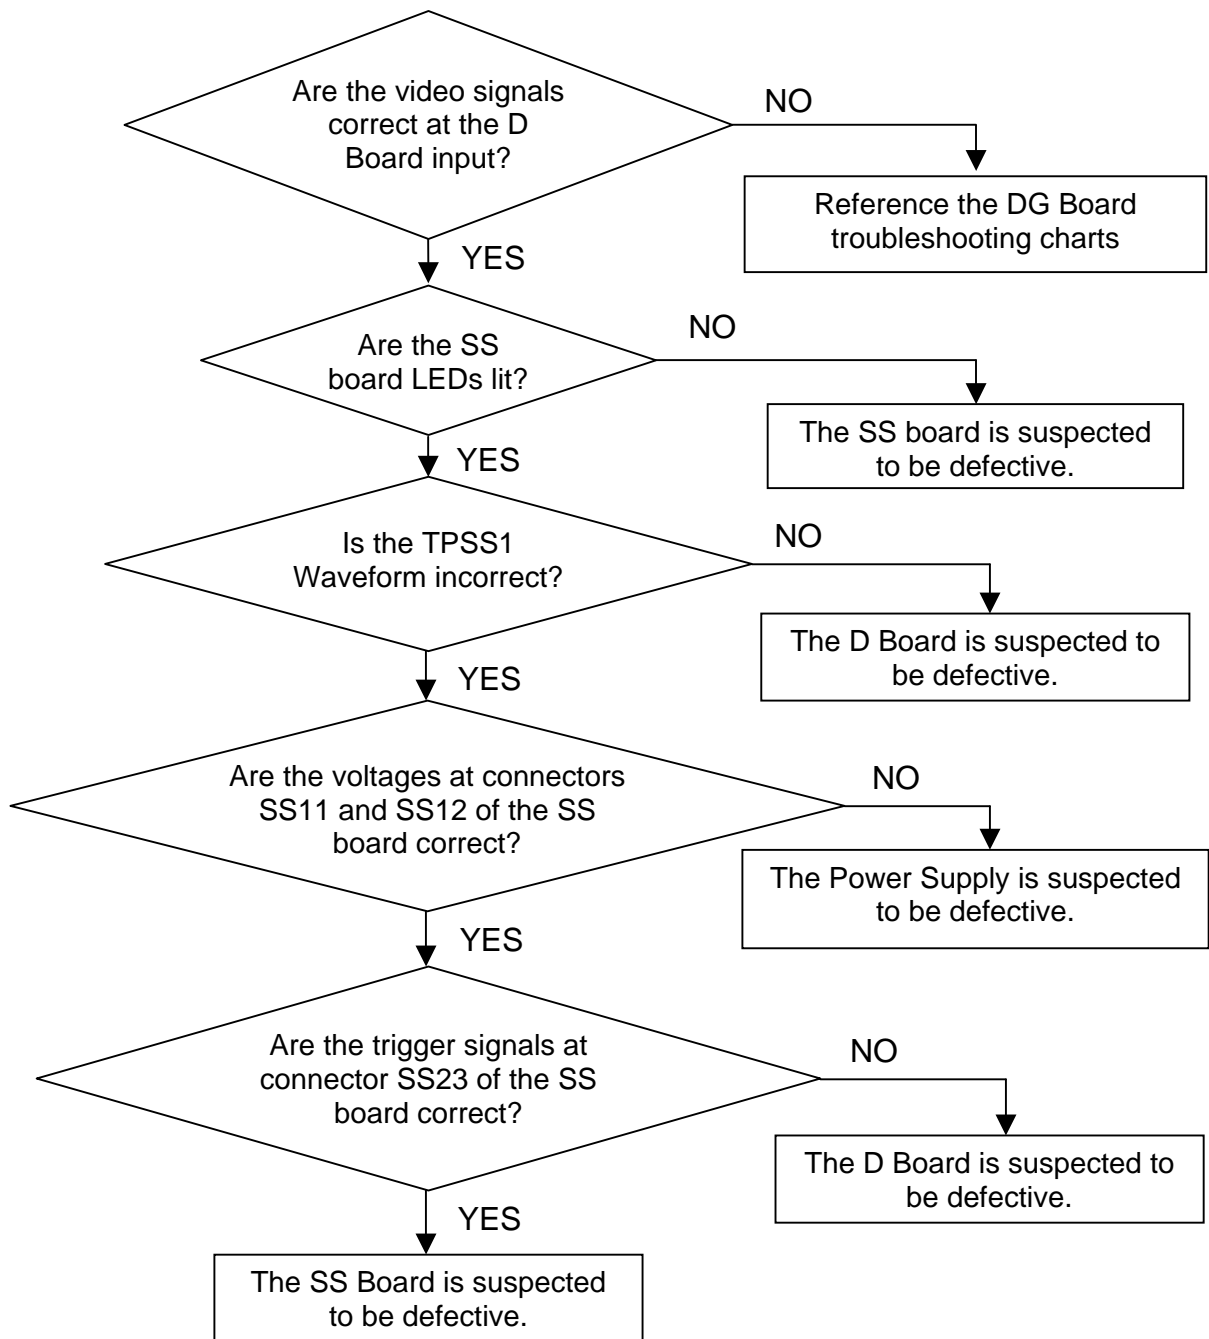 Are the video signals
correct at the D
Board input?
NO
Reference the DG Board
troubleshooting charts
YES
Are the SS
board LEDs lit?
NO
The SS board is suspected
to be defective.
YES
Is the TPSS1
Waveform incorrect?
NO
The D Board is suspected to
be defective.
YES
Are the voltages at connectors
SS11 and SS12 of the SS
board correct?
NO
The Power Supply is suspected
to be defective.
YES
Are the trigger signals at
connector SS23 of the SS
board correct?
NO
The D Board is suspected to
be defective.
YES
The SS Board is suspected
to be defective.